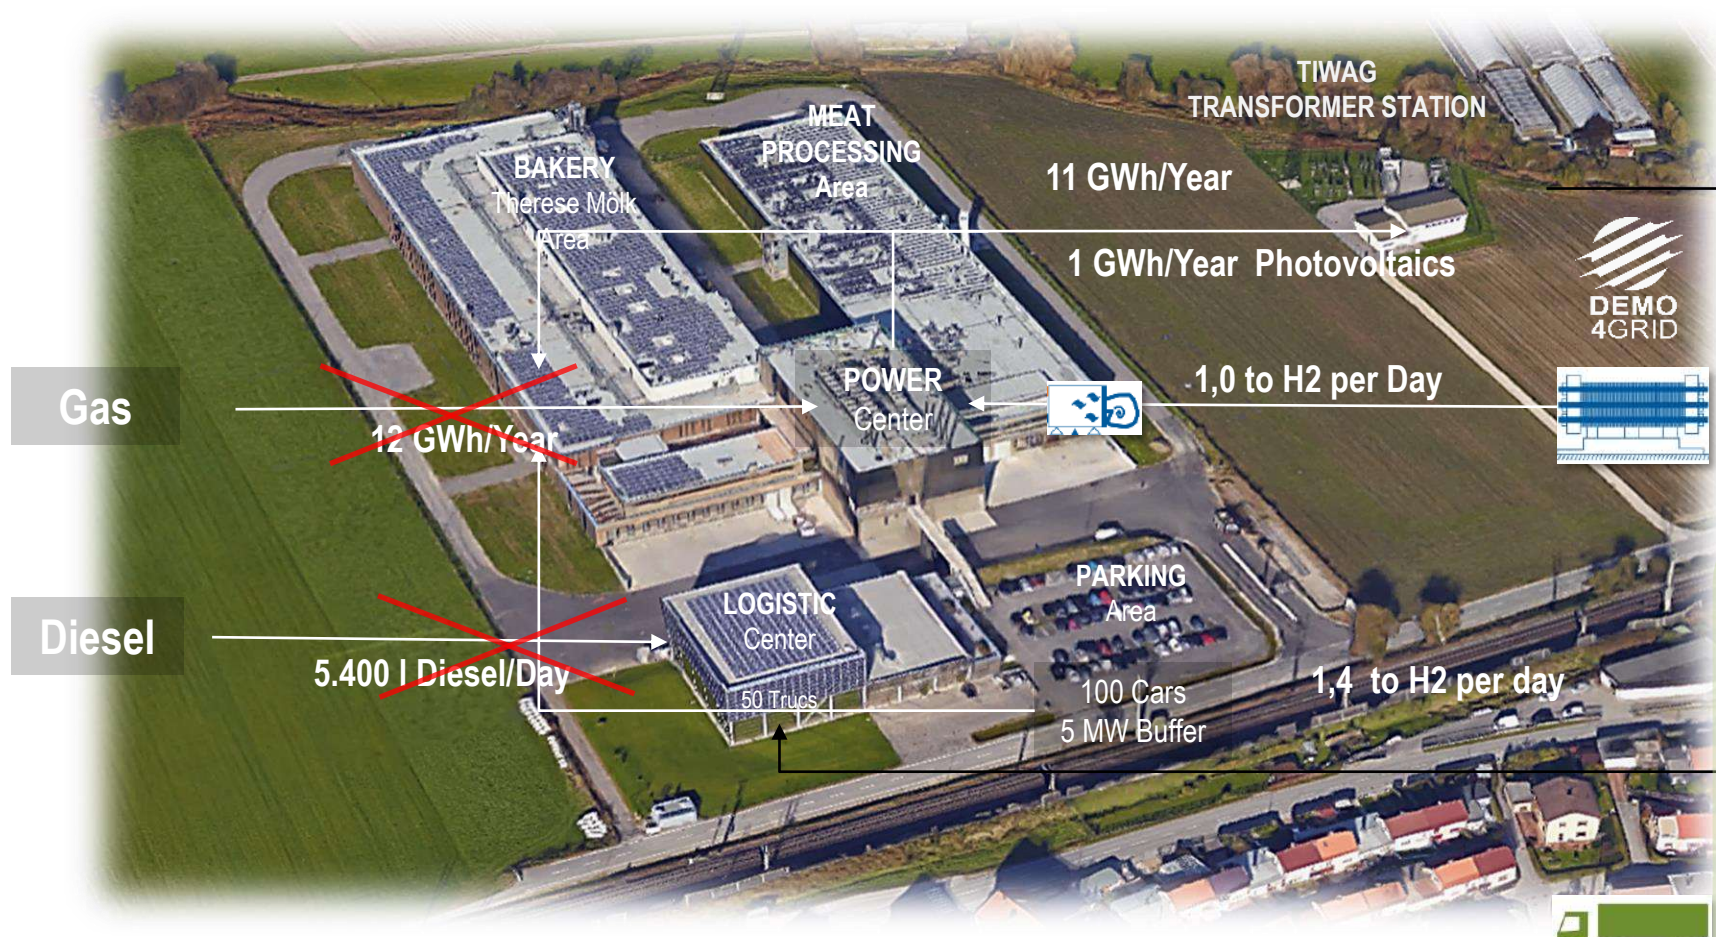 TIWAG
TRANSFORMER STATION
MEAT
PROCESSING
Area
BAKERY
Therese Mölk
Area
11 GWh/Year
1 GWh/Year Photovoltaics
DEMO
4GRID
Gas
12 GWh/Year
POWER
Center
1,0 to H2 per Day
Diesel
5.400 l Diesel/Day
LOGISTIC
Center
50 Trucs
PARKING
Area
100 Cars
5 MW Buffer
1,4 to H2 per day